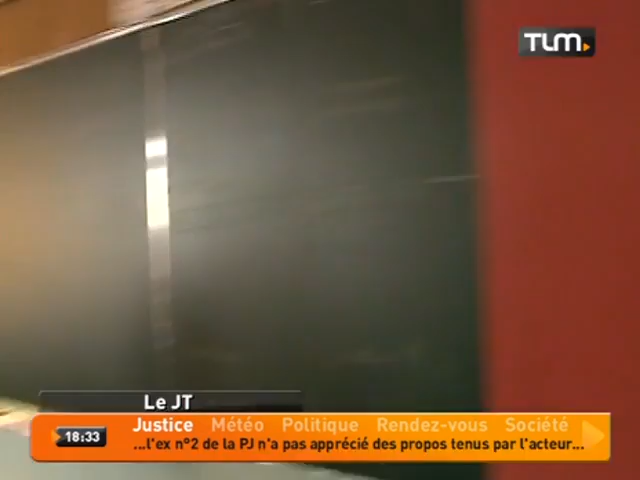 TLM
Le JT
Justice Météo Politique Rendez-vous Société
18:33
...l'ex n°2 de la PJ n'a pas apprécié des propos tenus par l'acteur...